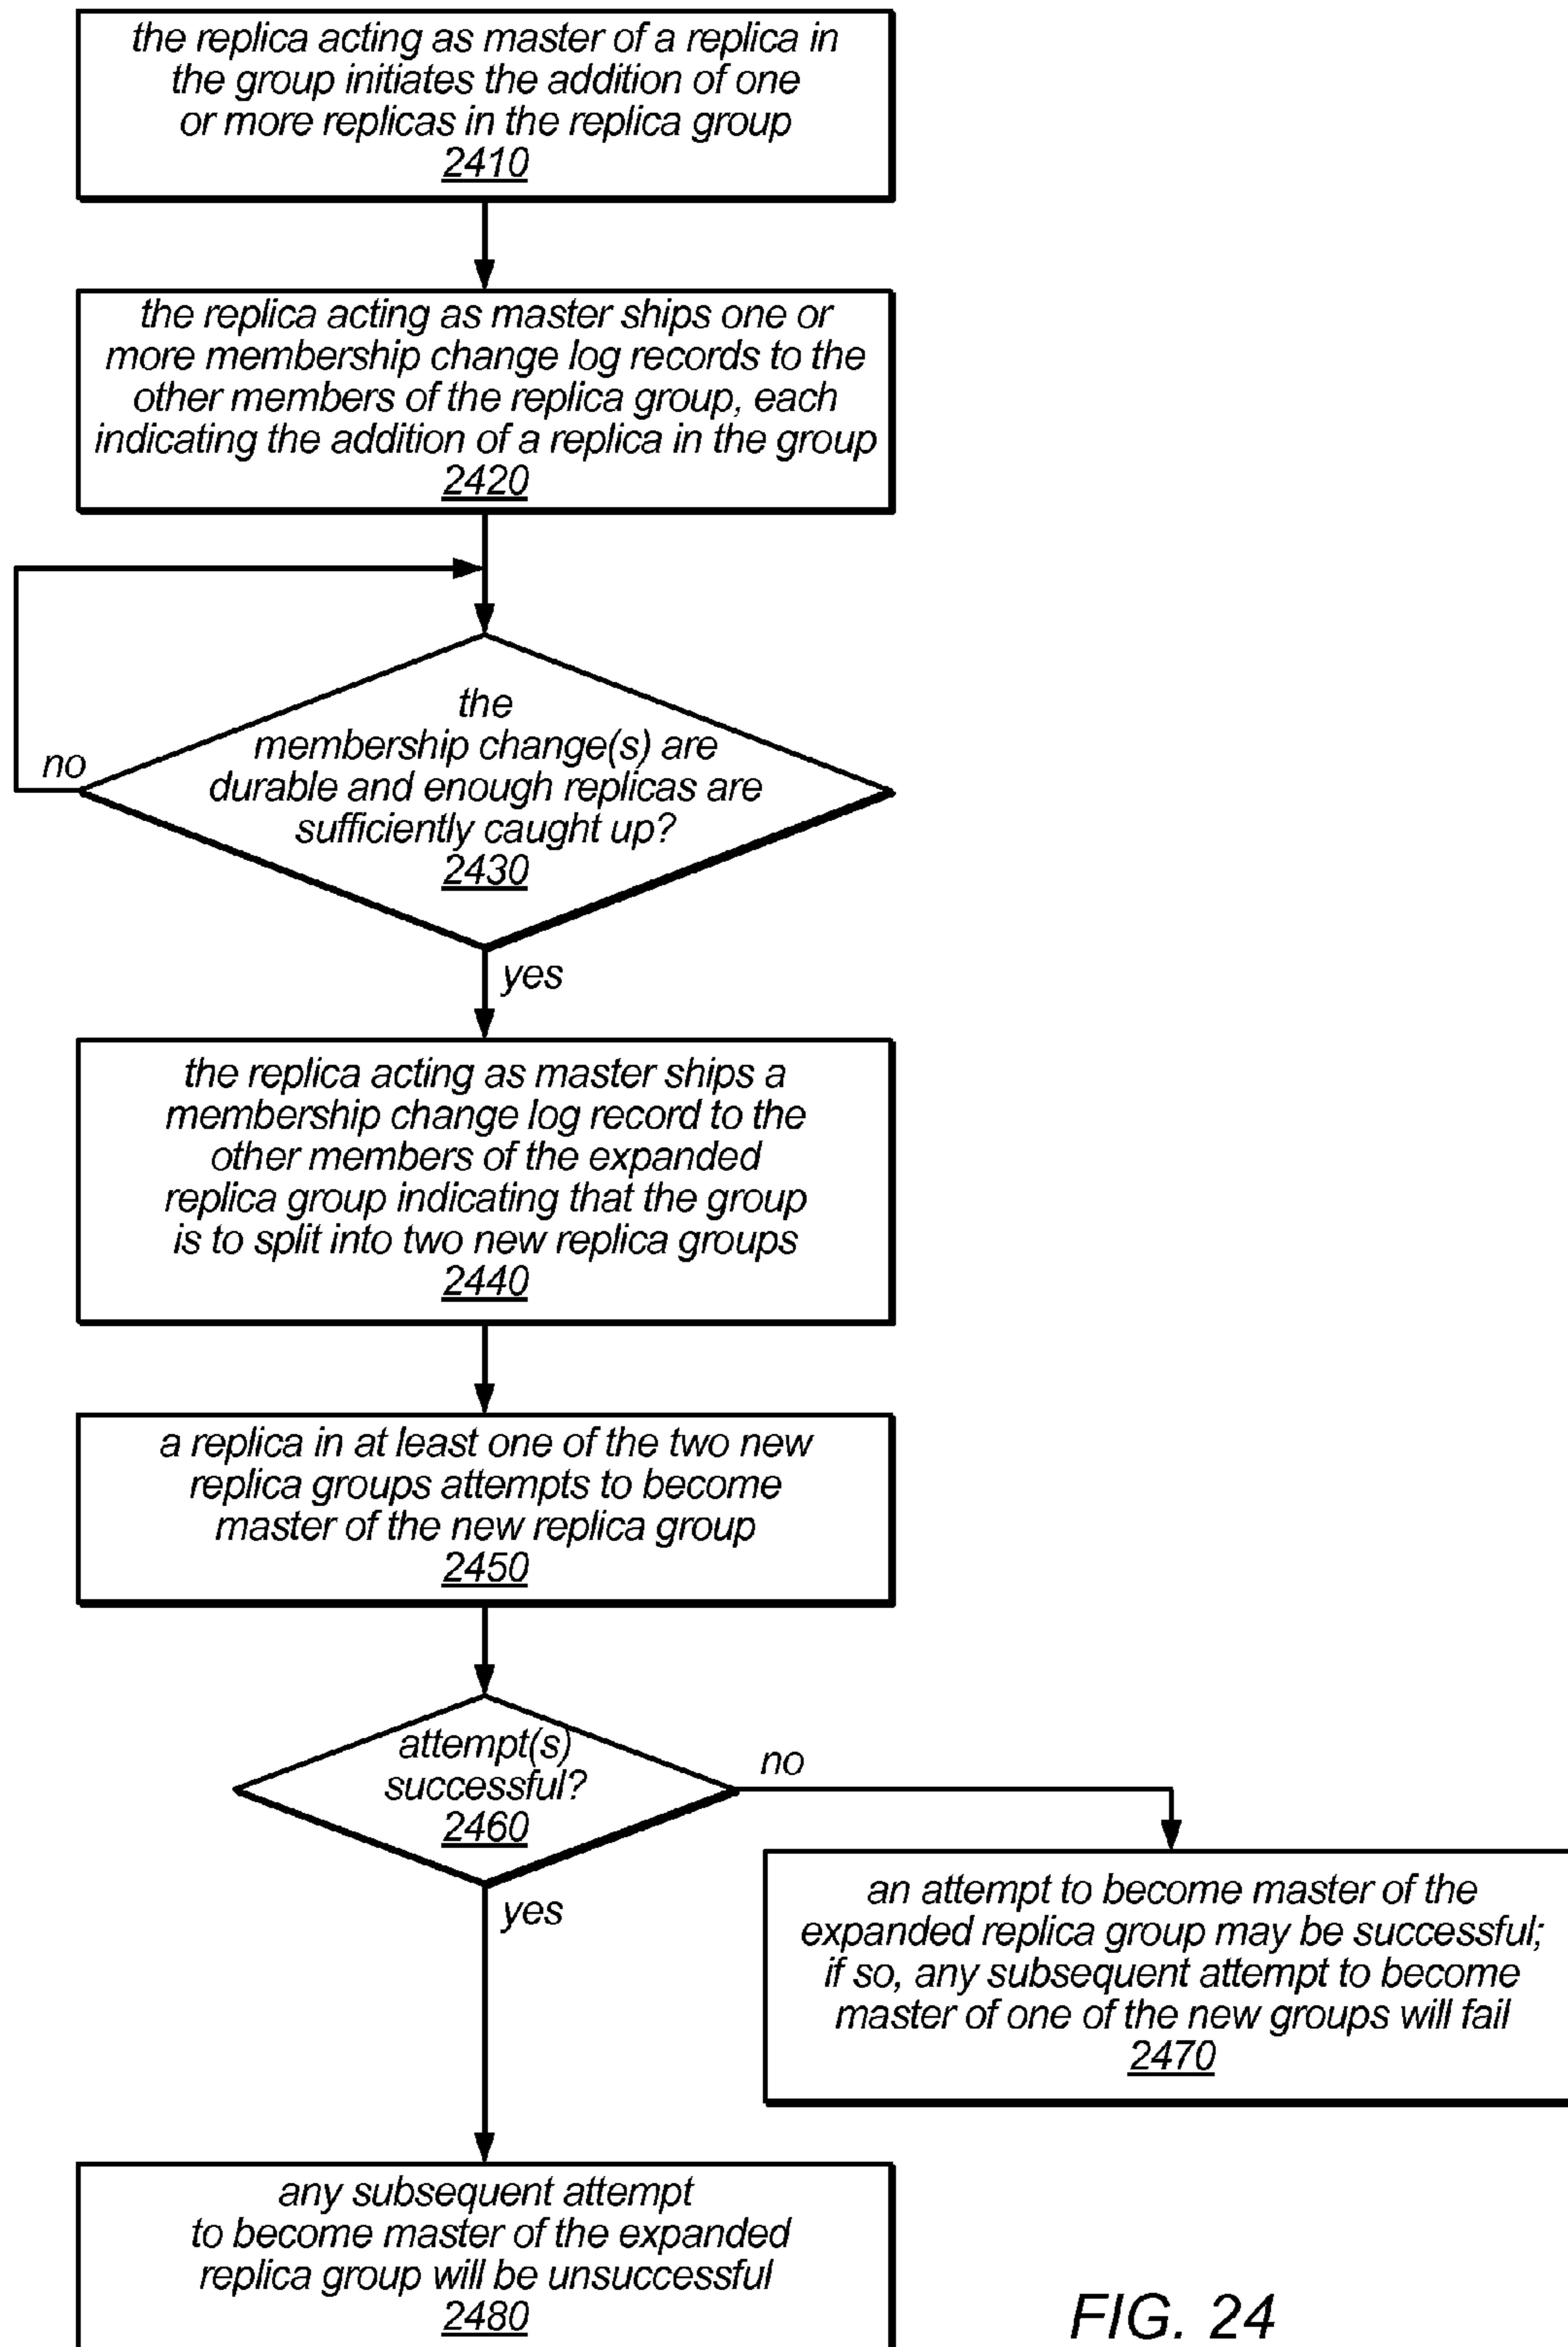 the replica acting as master of a replica in
the group initiates the addition of one
or more replicas in the replica group
2410
the replica acting as master ships one or
more membership change log records to the
other members of the replica group, each
indicating the addition of a replica in the group
2420
the
membership change(s) are
durable and enough replicas are
sufficiently caught up?
2430
no
yes
the replica acting as master ships a
membership change log record to the
other members of the expanded
replica group indicating that the group
is to split into two new replica groups
2440
a replica in at least one of the two new
replica groups attempts to become
master of the new replica group
2450
attempt(s)
successful?
2460
no
yes
an attempt to become master of the
expanded replica group may be successful;
if so, any subsequent attempt to become
master of one of the new groups will fail
2470
any subsequent attempt
to become master of the expanded
replica group will be unsuccessful
2480
FIG. 24